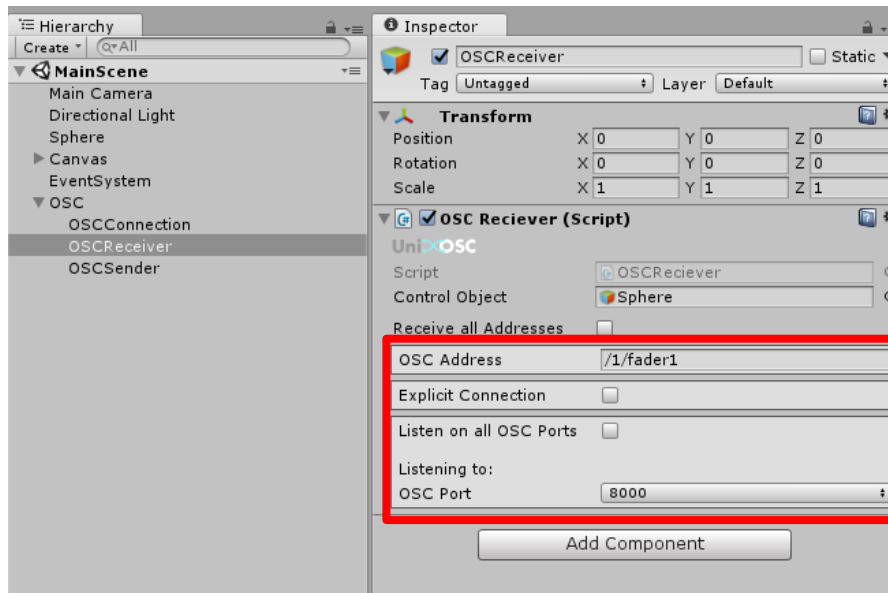 Hierarchy
Create
All
MainScene
Main Camera
Directional Light
Sphere
Canvas
EventSystem
OSC
OSCConnection
OSCReceiver
OSCSender
Inspector
OSCReceiver Static
Tag Untagged Layer Default
Transform
Position X 0 Y 0 Z 0
Rotation X 0 Y 0 Z 0
Scale X 1 Y 1 Z 1
OSC Reciever (Script)
UniOSC
Script OSCReciever
Control Object Sphere
Receive all Addresses
OSC Address /1/fader1
Explicit Connection
Listen on all OSC Ports
Listening to:
OSC Port 8000
Add Component